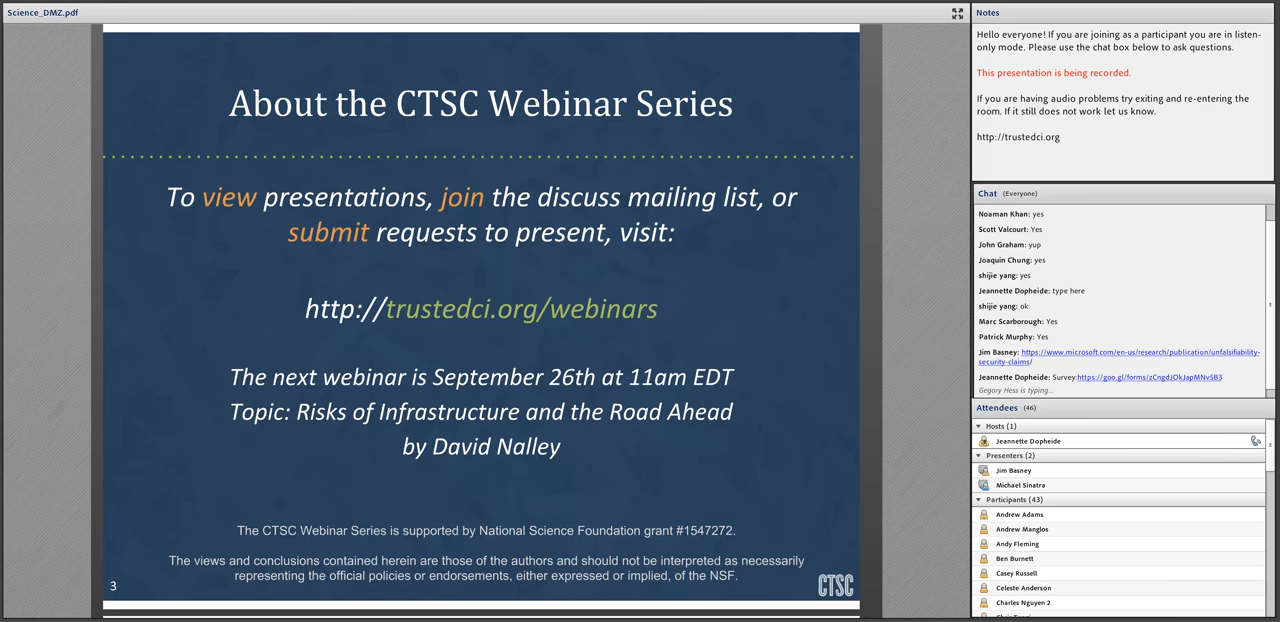 Science_DMZ.pdf
About the CTSC Webinar Series
To view presentations, join the discuss mailing list, or
submit requests to present, visit:
http://trustedci.org/webinars
The next webinar is September 26th at 11am EDT
Topic: Risks of Infrastructure and the Road Ahead
by David Nalley
The CTSC Webinar Series is supported by National Science Foundation grant #1547272.
The views and conclusions contained herein are those of the authors and should not be interpreted as necessarily
representing the official policies or endorsements, either expressed or implied, of the NSF.
3
CTSC
Notes
Hello everyone! If you are joining as a participant you are in listen-
only mode. Please use the chat box below to ask questions.
This presentation is being recorded.
If you are having audio problems try exiting and re-entering the
room. If it still does not work let us know.
http://trustedci.org
Chat (Everyone)
Noaman Khan: yes
Scott Valcourt: Yes
John Graham: yup
Joaquin Chung: yes
shijie yang: yes
Jeannette Dopheide: type here
shijie yang: ok
Marc Scarborough: Yes
Patrick Murphy: Yes
Jim Basney: https://www.microsoft.com/en-us/research/publication/unfalsifiability-
security-claims/
Jeannette Dopheide: Survey:https://goo.gl/forms/zCngdJOkJapMNvSB3
Gegory Hess is typing...
Attendees (46)
Hosts (1)
Jeannette Dopheide
Presenters (2)
Jim Basney
Michael Sinatra
Participants (43)
Andrew Adams
Andrew Manglos
Andy Fleming
Ben Burnett
Casey Russell
Celeste Anderson
Charles Nguyen 2